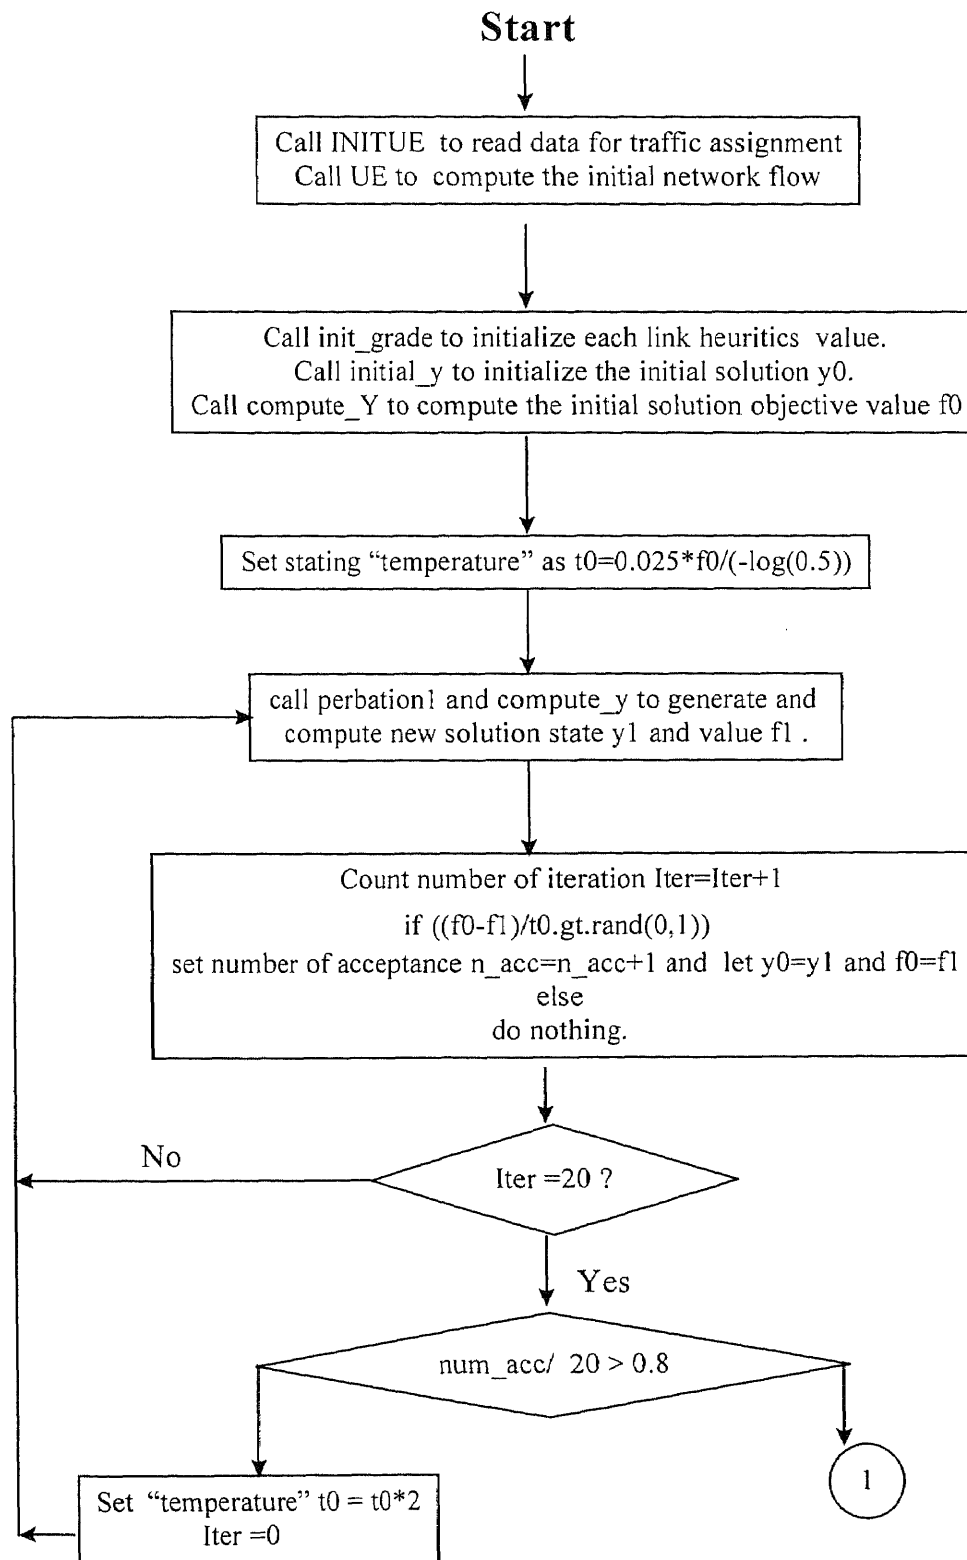 Start
Call INITUE to read data for traffic assignment
Call UE to compute the initial network flow
Call init_grade to initialize each link heuritics value.
Call initial_y to initialize the initial solution y0.
Call compute_Y to compute the initial solution objective value f0
Set stating “temperature” as t0=0.025*f0/(-log(0.5))
call perbation1 and compute_y to generate and
compute new solution state y1 and value f1 .
Count number of iteration Iter=Iter+1
if ((f0-f1)/t0.gt.rand(0,1))
set number of acceptance n_acc=n_acc+1 and let y0=y1 and f0=f1
else
do nothing.
No
Iter =20 ?
Yes
num_acc/ 20 > 0.8
1
Set “temperature” t0 = t0*2
Iter =0